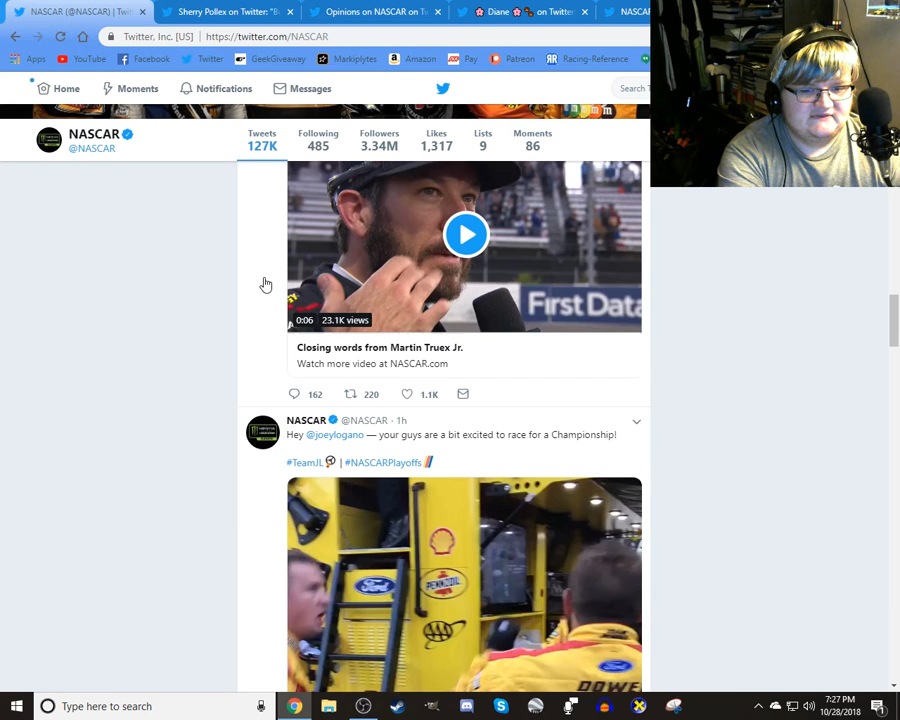 NASCAR (@NASCAR) | Twit
Sherry Pollex on Twitter: "B
Opinions on NASCAR on T
Diane on Twitter:
NASCAR
Twitter, Inc. [US] | https://twitter.com/NASCAR
Apps YouTube Facebook Twitter GeekGiveaway Markiplytes Amazon Pay Patreon Racing-Reference
Home Moments Notifications Messages Search T
NASCAR
@NASCAR
Tweets Following Followers Likes Lists Moments
127K 485 3.34M 1,317 9 86
First Data
0:06 23.1K views
Closing words from Martin Truex Jr.
Watch more video at NASCAR.com
162 220 1.1K
NASCAR @NASCAR · 1h
Hey @joeylogano — your guys are a bit excited to race for a Championship!
#TeamJL | #NASCARPlayoffs
Ford
PENNZOIL
AAA
Ford
Type here to search
7:27 PM
10/28/2018